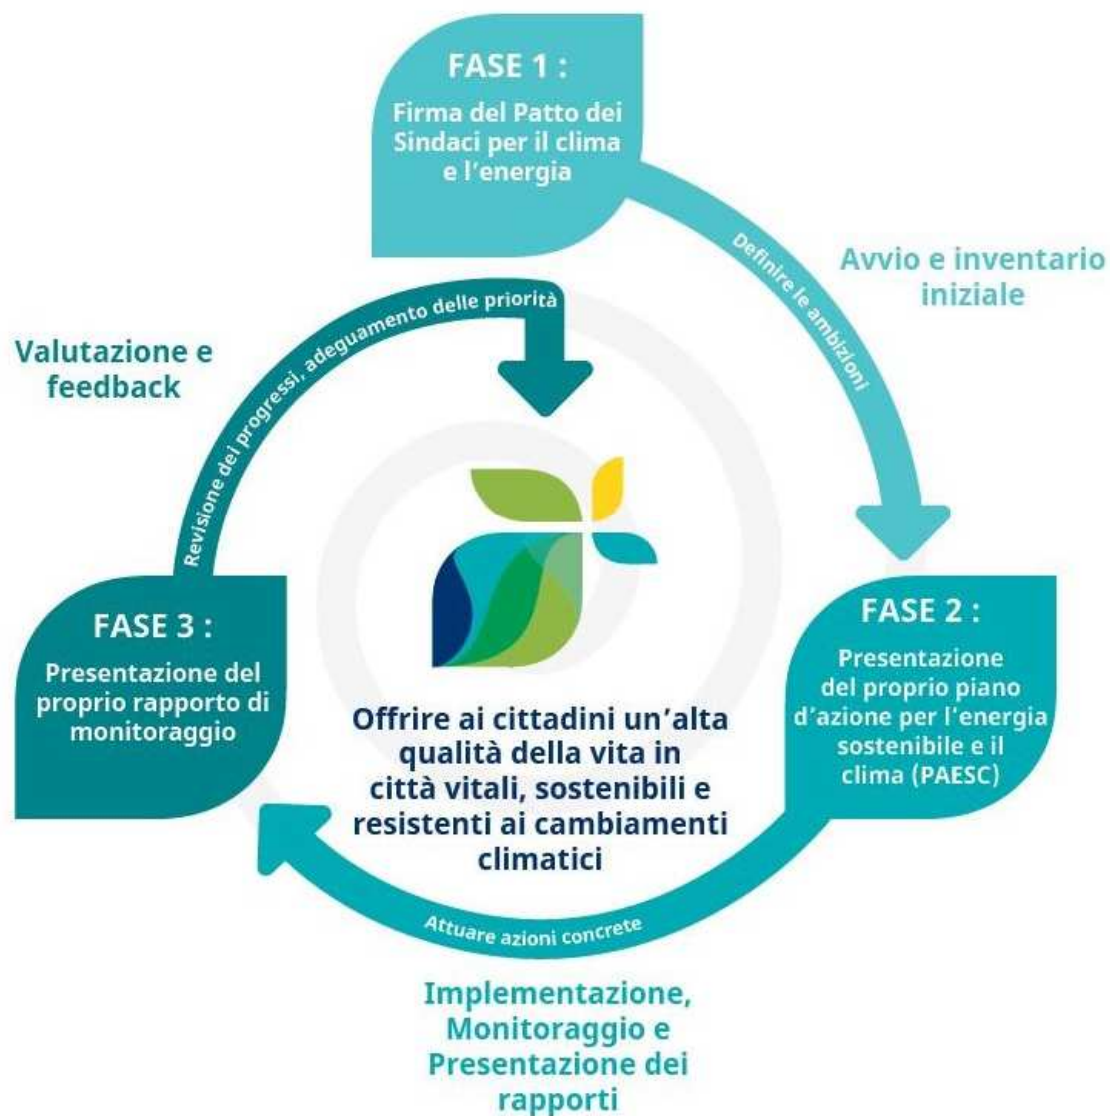 FASE 1 :
Firma del Patto dei
Sindaci per il clima
e l'energia
Definire le ambizioni
Avvio e inventario
iniziale
FASE 2 :
Presentazione
del proprio piano
d'azione per l'energia
sostenibile e il
clima (PAESC)
Attuare azioni concrete
Implementazione,
Monitoraggio e
Presentazione dei
rapporti
FASE 3 :
Presentazione del
proprio rapporto di
monitoraggio
Revisione dei progressi, adeguamento delle priorità
Valutazione e
feedback
Offrire ai cittadini un'alta
qualità della vita in
città vitali, sostenibili e
resistenti ai cambiamenti
climatici